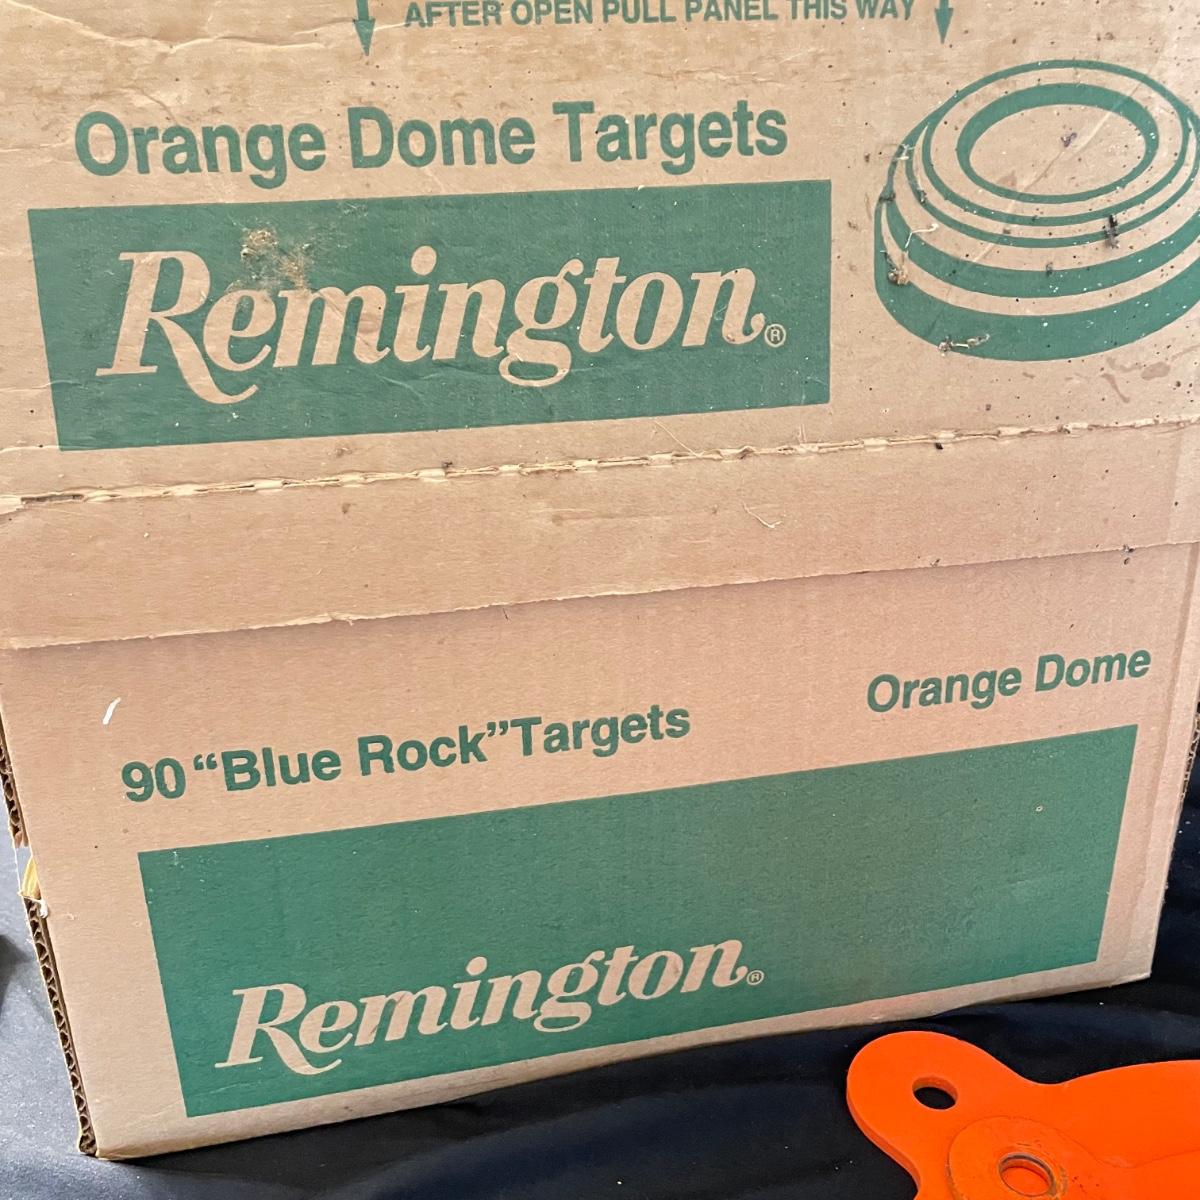 AFTER OPEN PULL PANEL THIS WAY
Orange Dome Targets
Remington®
Orange Dome
90 “Blue Rock” Targets
Remington®